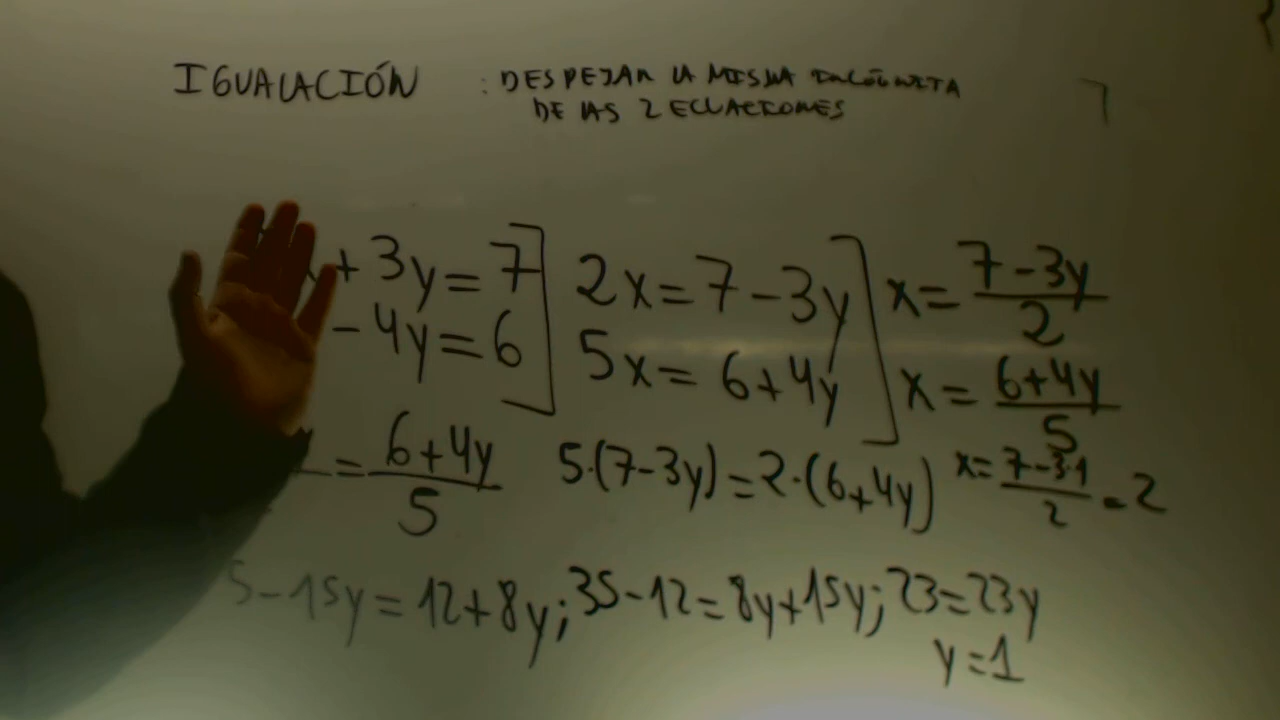 IGUALACIÓN : DESPEJAR LA MISMA INCÓGNITA
DE LAS 2 ECUACIONES
x + 3y = 7 ] 2x = 7 - 3y ] x = (7 - 3y)/2
- 4y = 6 ] 5x = 6 + 4y ] x = (6 + 4y)/5
= (6 + 4y)/5 5·(7 - 3y) = 2·(6 + 4y) x = (7 - 3·1)/2 = 2
5 - 15y = 12 + 8y; 35 - 12 = 8y + 15y; 23 = 23y
y = 1